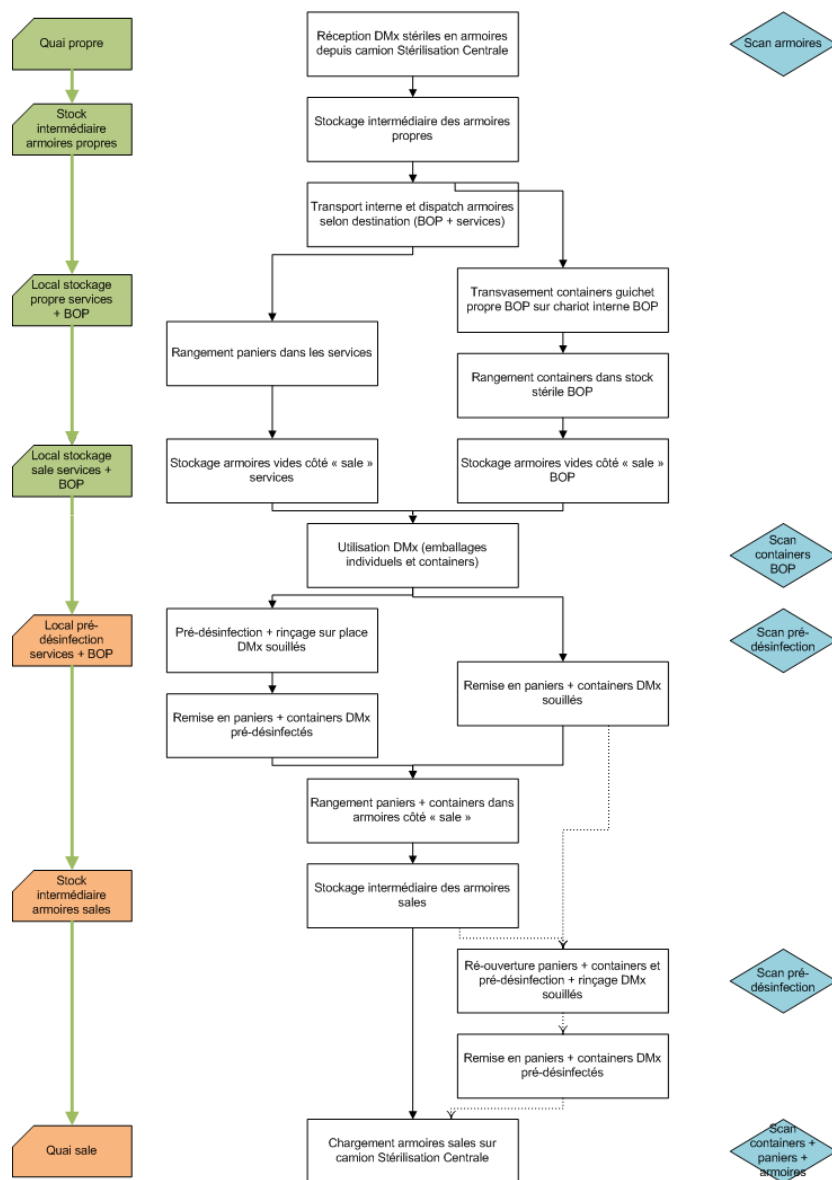 Quai propre
Réception DMx stériles en armoires
depuis camion Stérilisation Centrale
Scan armoires
Stock
intermédiaire
armoires propres
Stockage intermédiaire des armoires
propres
Transport interne et dispatch armoires
selon destination (BOP + services)
Local stockage
propre services
+ BOP
Transvasement containers guichet
propre BOP sur chariot interne BOP
Rangement paniers dans les services
Rangement containers dans stock
stérile BOP
Local stockage
sale services +
BOP
Stockage armoires vides côté « sale »
services
Stockage armoires vides côté « sale »
BOP
Utilisation DMx (emballages
individuels et containers)
Scan
containers
BOP
Local pré-
désinfection
services + BOP
Pré-désinfection + rinçage sur place
DMx souillés
Scan pré-
désinfection
Remise en paniers + containers DMx
souillés
Remise en paniers + containers DMx
pré-désinfectés
Rangement paniers + containers dans
armoires côté « sale »
Stock
intermédiaire
armoires sales
Stockage intermédiaire des armoires
sales
Ré-ouverture paniers + containers et
pré-désinfection + rinçage DMx
souillés
Scan pré-
désinfection
Remise en paniers + containers DMx
pré-désinfectés
Quai sale
Chargement armoires sales sur
camion Stérilisation Centrale
Scan
containers +
paniers +
armoires